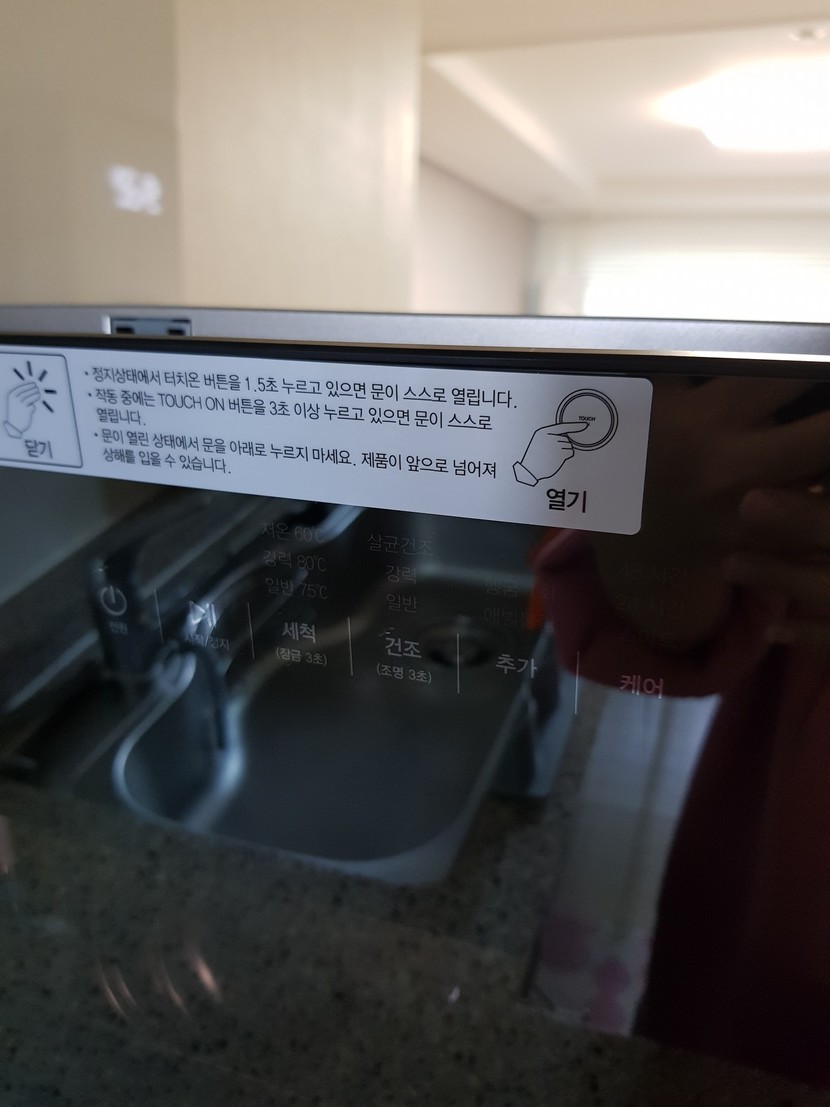 닫기
• 정지상태에서 터치온 버튼을 1.5초 누르고 있으면 문이 스스로 열립니다.
• 작동 중에는 TOUCH ON 버튼을 3초 이상 누르고 있으면 문이 스스로
열립니다.
• 문이 열린 상태에서 문을 아래로 누르지 마세요. 제품이 앞으로 넘어져
상해를 입을 수 있습니다.
TOUCH
열기
전원
시작/정지
저온 60℃
강력 80℃
일반 75℃
세척
(잠금 3초)
살균건조
강력
일반
건조
(조명 3초)
추가
케어